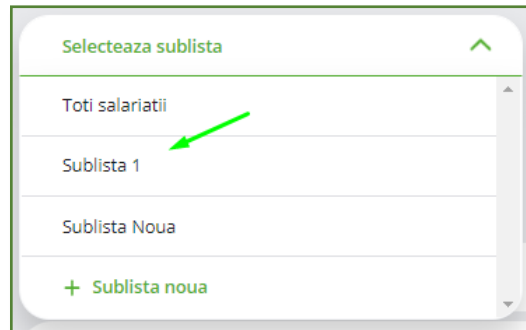 Selecteaza sublista
Toti salariatii
Sublista 1
Sublista Noua
+ Sublista noua